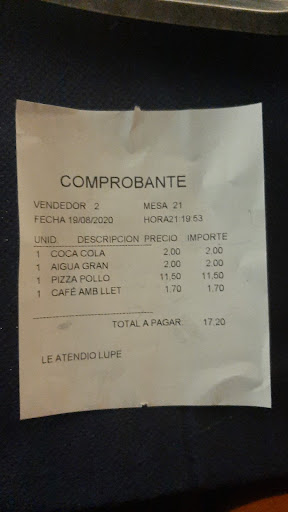 COMPROBANTE
VENDEDOR 2 MESA 21
FECHA 19/08/2020 HORA21:19:53
UNID. DESCRIPCION PRECIO IMPORTE
1 COCA COLA 2.00 2.00
1 AIGUA GRAN 2.00 2.00
1 PIZZA POLLO 11,50 11,50
1 CAFÉ AMB LLET 1.70 1.70
TOTAL A PAGAR: 17.20
LE ATENDIO LUPE